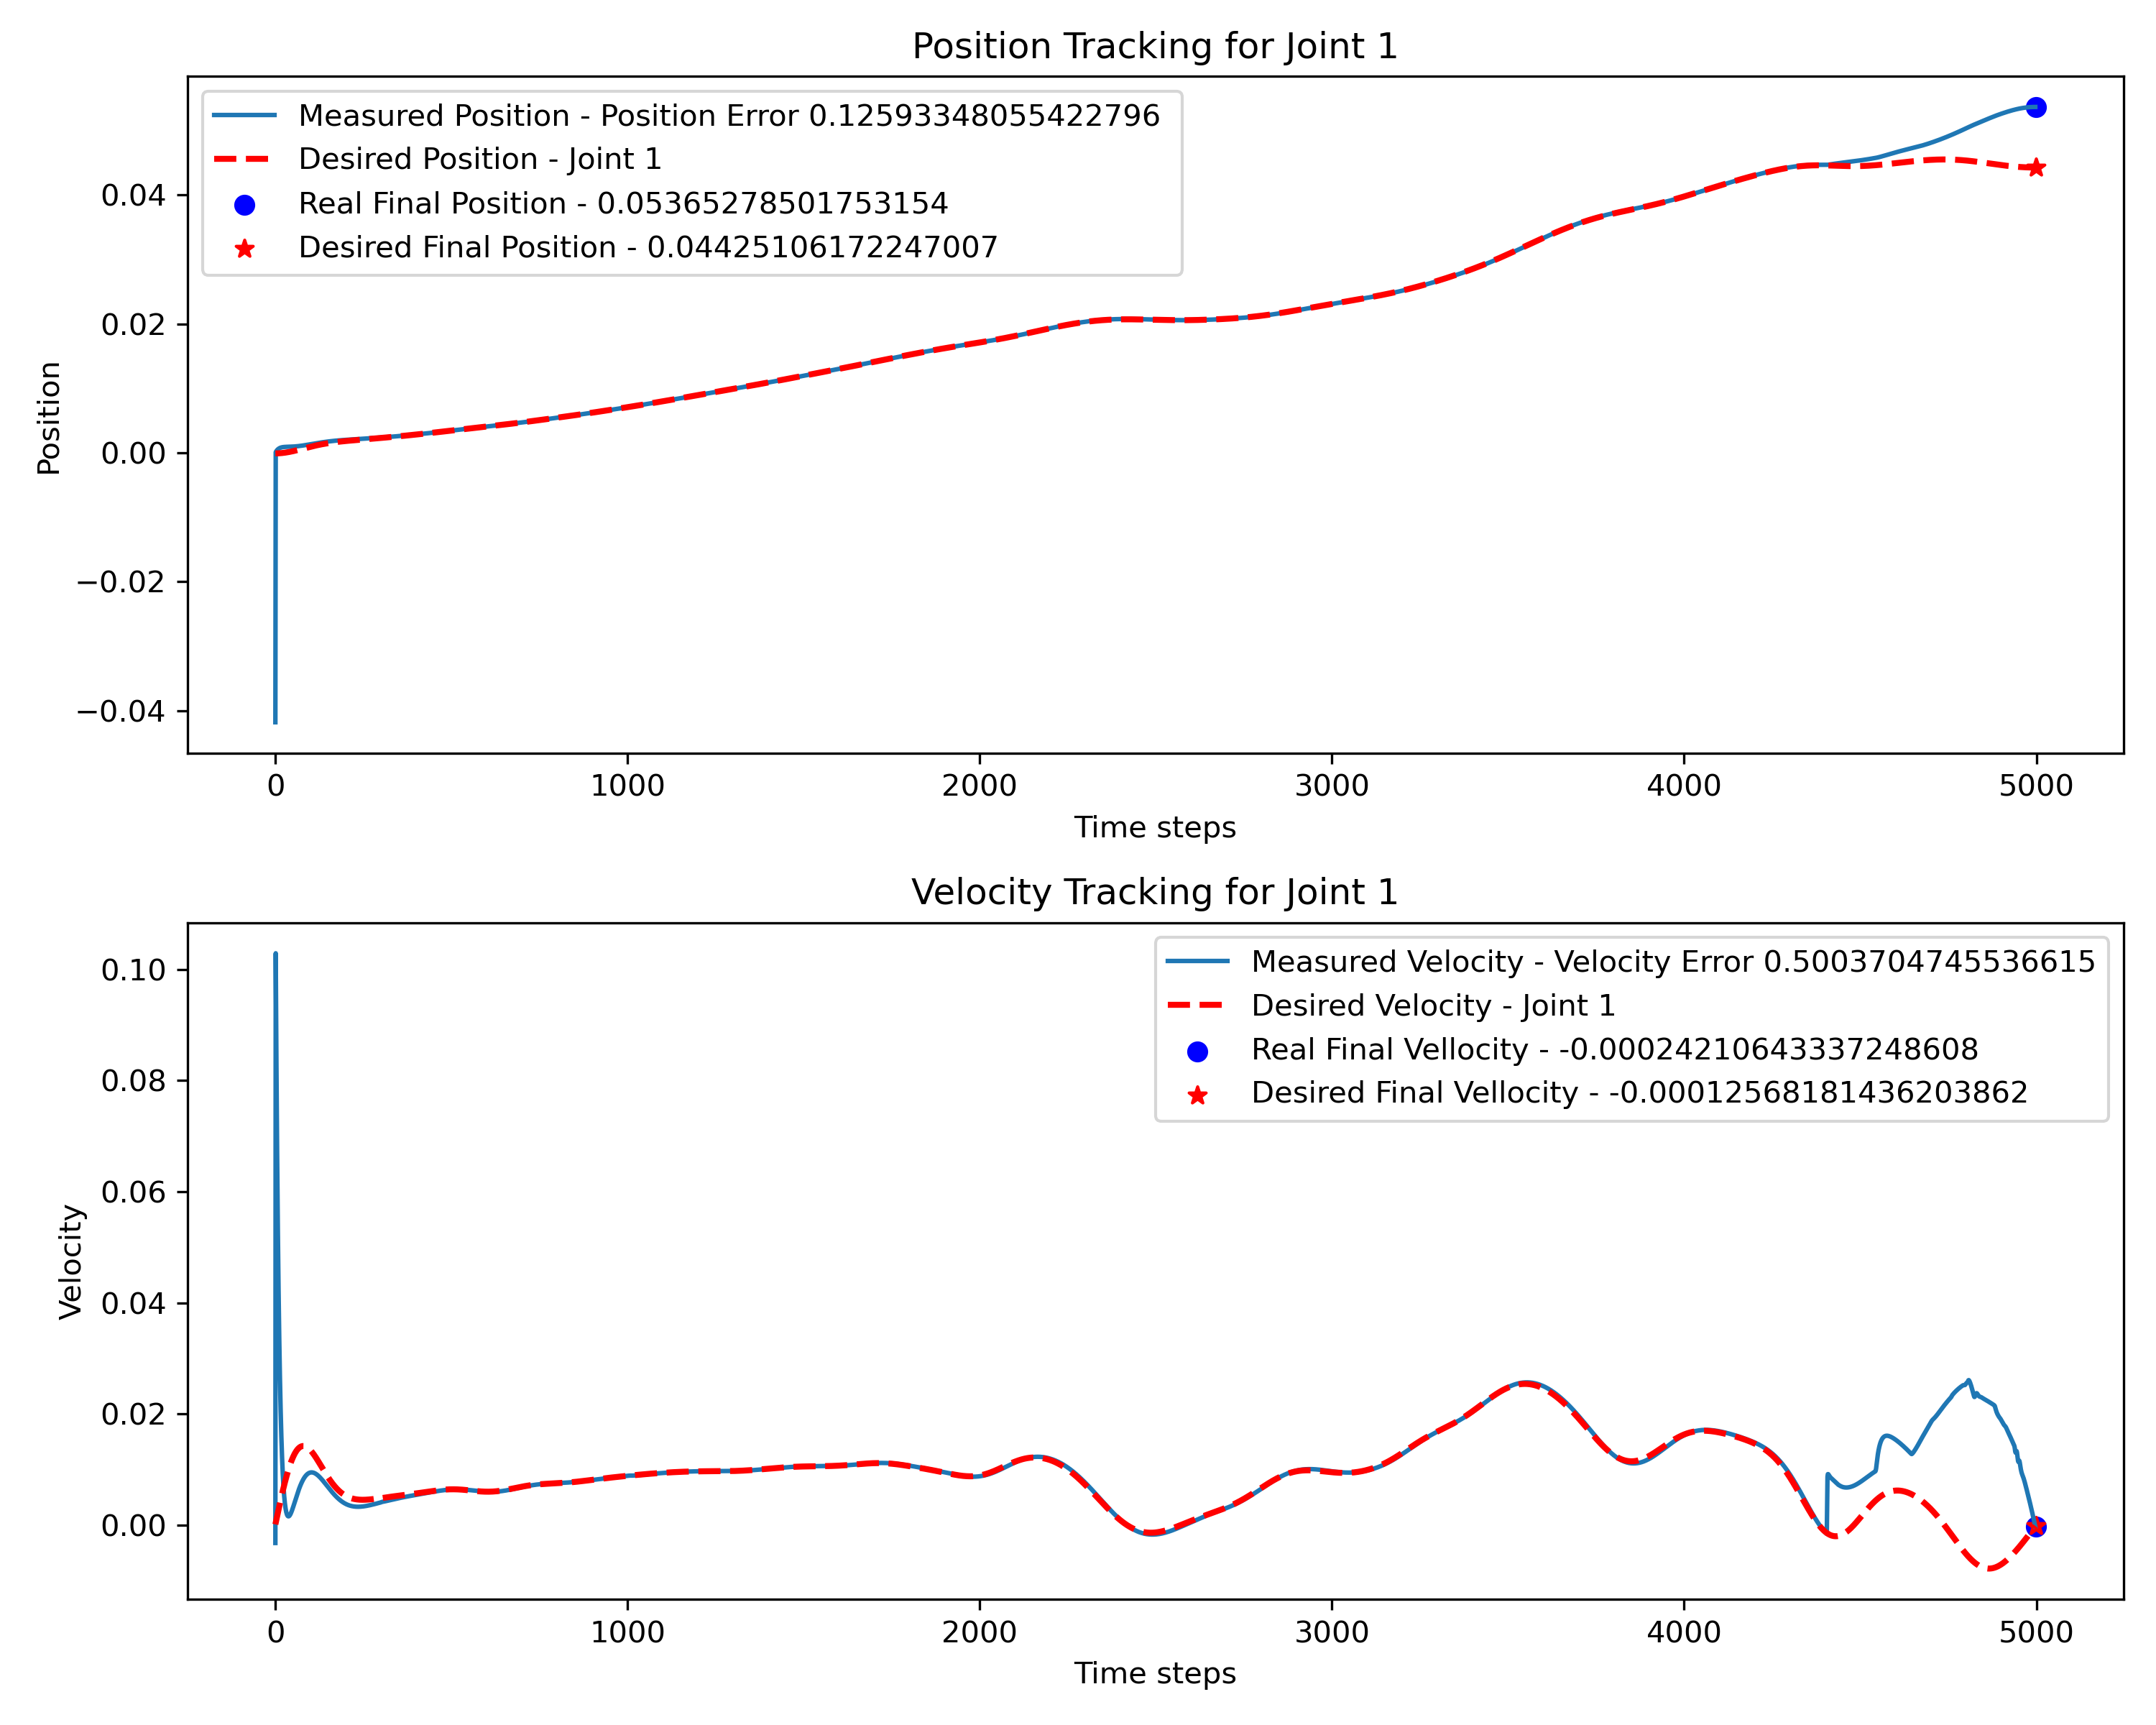 Position Tracking for Joint 1
Measured Position - Position Error 0.12593348055422796
Desired Position - Joint 1
Real Final Position - 0.05365278501753154
Desired Final Position - 0.04425106172247007
0.04
0.02
0.00
−0.02
−0.04
Position
0 1000 2000 3000 4000 5000
Time steps
Velocity Tracking for Joint 1
Measured Velocity - Velocity Error 0.5003704745536615
Desired Velocity - Joint 1
Real Final Vellocity - -0.00024210643337248608
Desired Final Vellocity - -0.00012568181436203862
0.10
0.08
0.06
0.04
0.02
0.00
Velocity
0 1000 2000 3000 4000 5000
Time steps